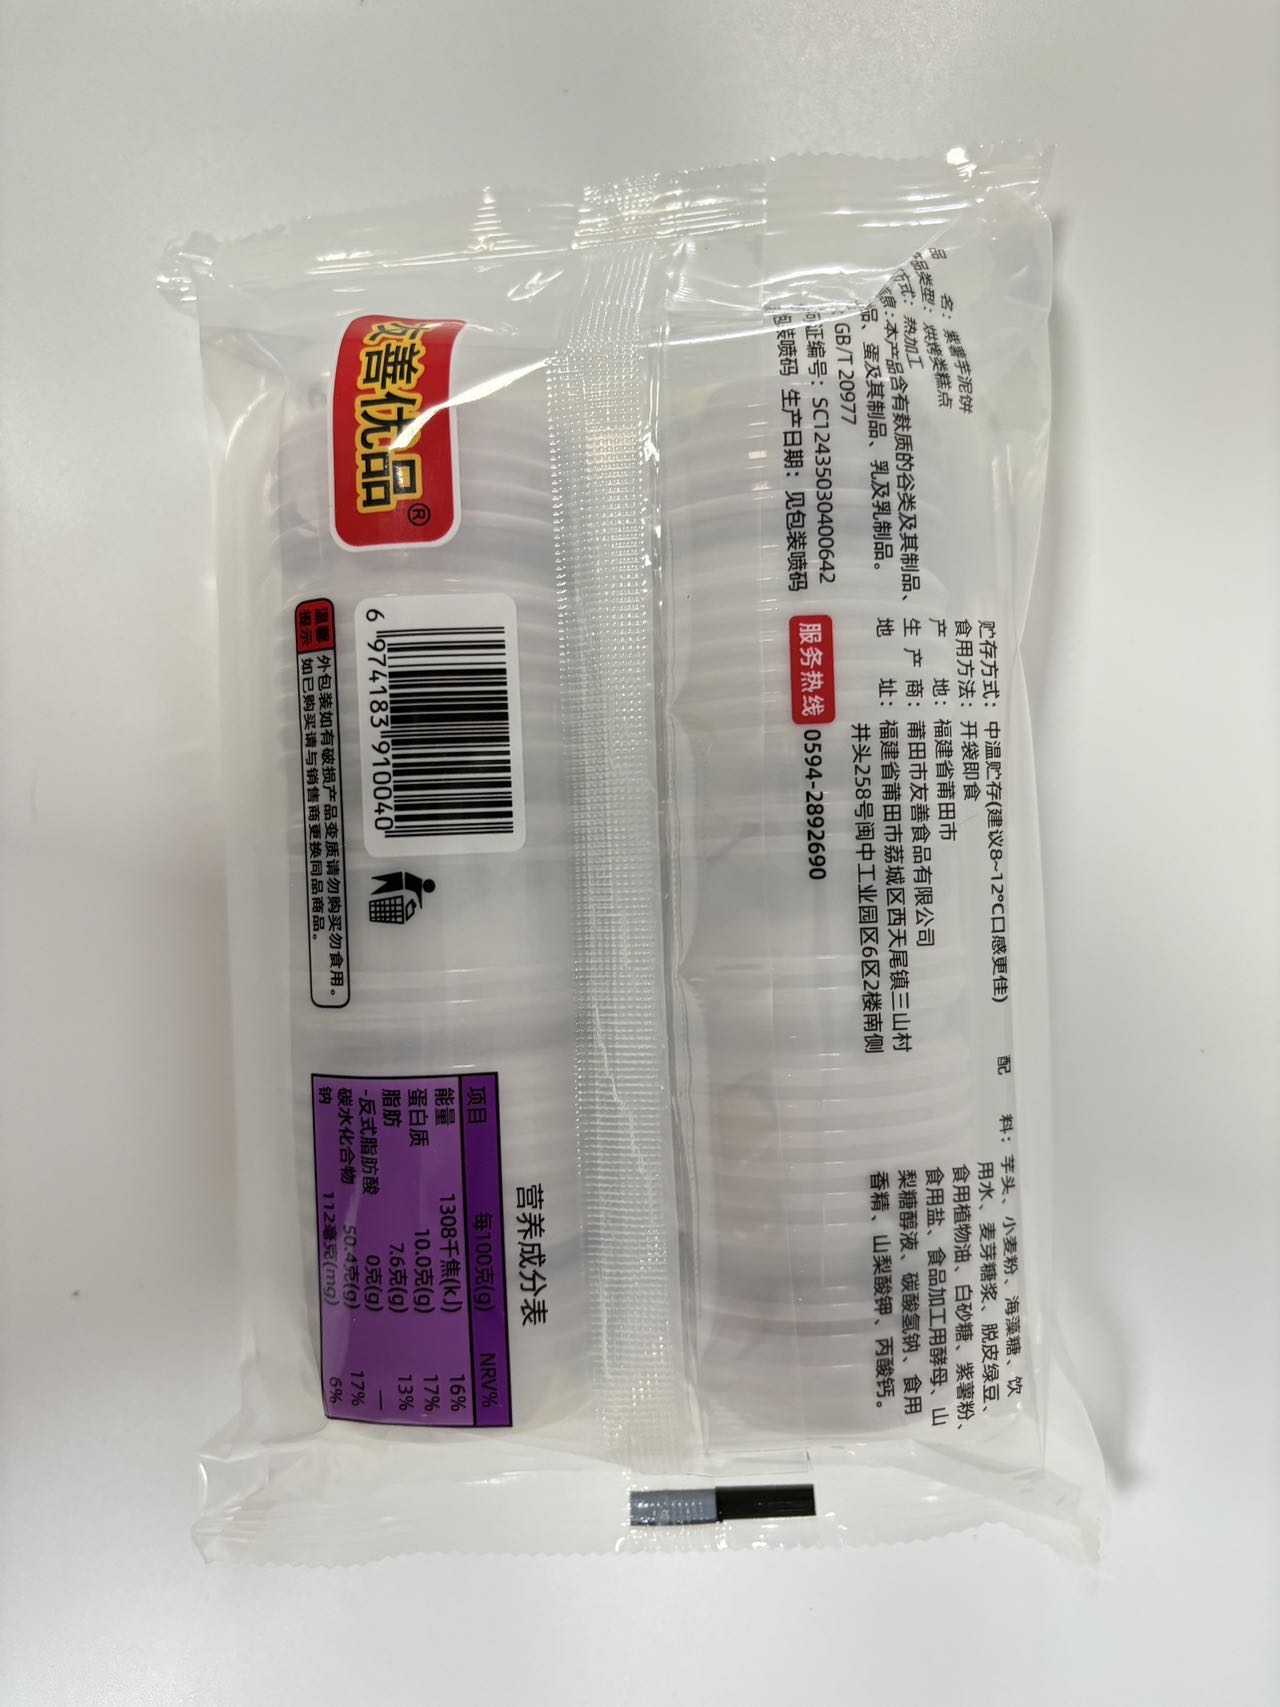 名：紫薯芋泥饼
品类型：烘烤类糕点
方式：热加工
息：本产品含有麸质的谷类及其制品、
品、蛋及其制品、乳及乳制品。
：GB/T 20977
可证编号：SC12435030400642
包装喷码 生产日期：见包装喷码
贮存方式：中温贮存(建议8~12°C口感更佳)
食用方法：开袋即食
产地：福建省莆田市
生产商：莆田市友善食品有限公司
地址：福建省莆田市荔城区西天尾镇三山村
井头258号闽中工业园区6区2楼南侧
服务热线 0594-2892690
配料：芋头、小麦粉、海藻糖、饮
用水、麦芽糖浆、脱皮绿豆、
食用植物油、白砂糖、紫薯粉、
食用盐、食品加工用酵母、山
梨糖醇液、碳酸氢钠、食用
香精、山梨酸钾、丙酸钙。
友善优品®
6 974183 910040
温馨
提示
外包装如有破损产品变质请勿购买勿食用。
如已购买请与销售商更换同品商品。
营养成分表
项目 每100克(g) NRV%
能量 1308千焦(kJ) 16%
蛋白质 10.0克(g) 17%
脂肪 7.6克(g) 13%
-反式脂肪酸 0克(g) —
碳水化合物 50.4克(g) 17%
钠 112毫克(mg) 6%